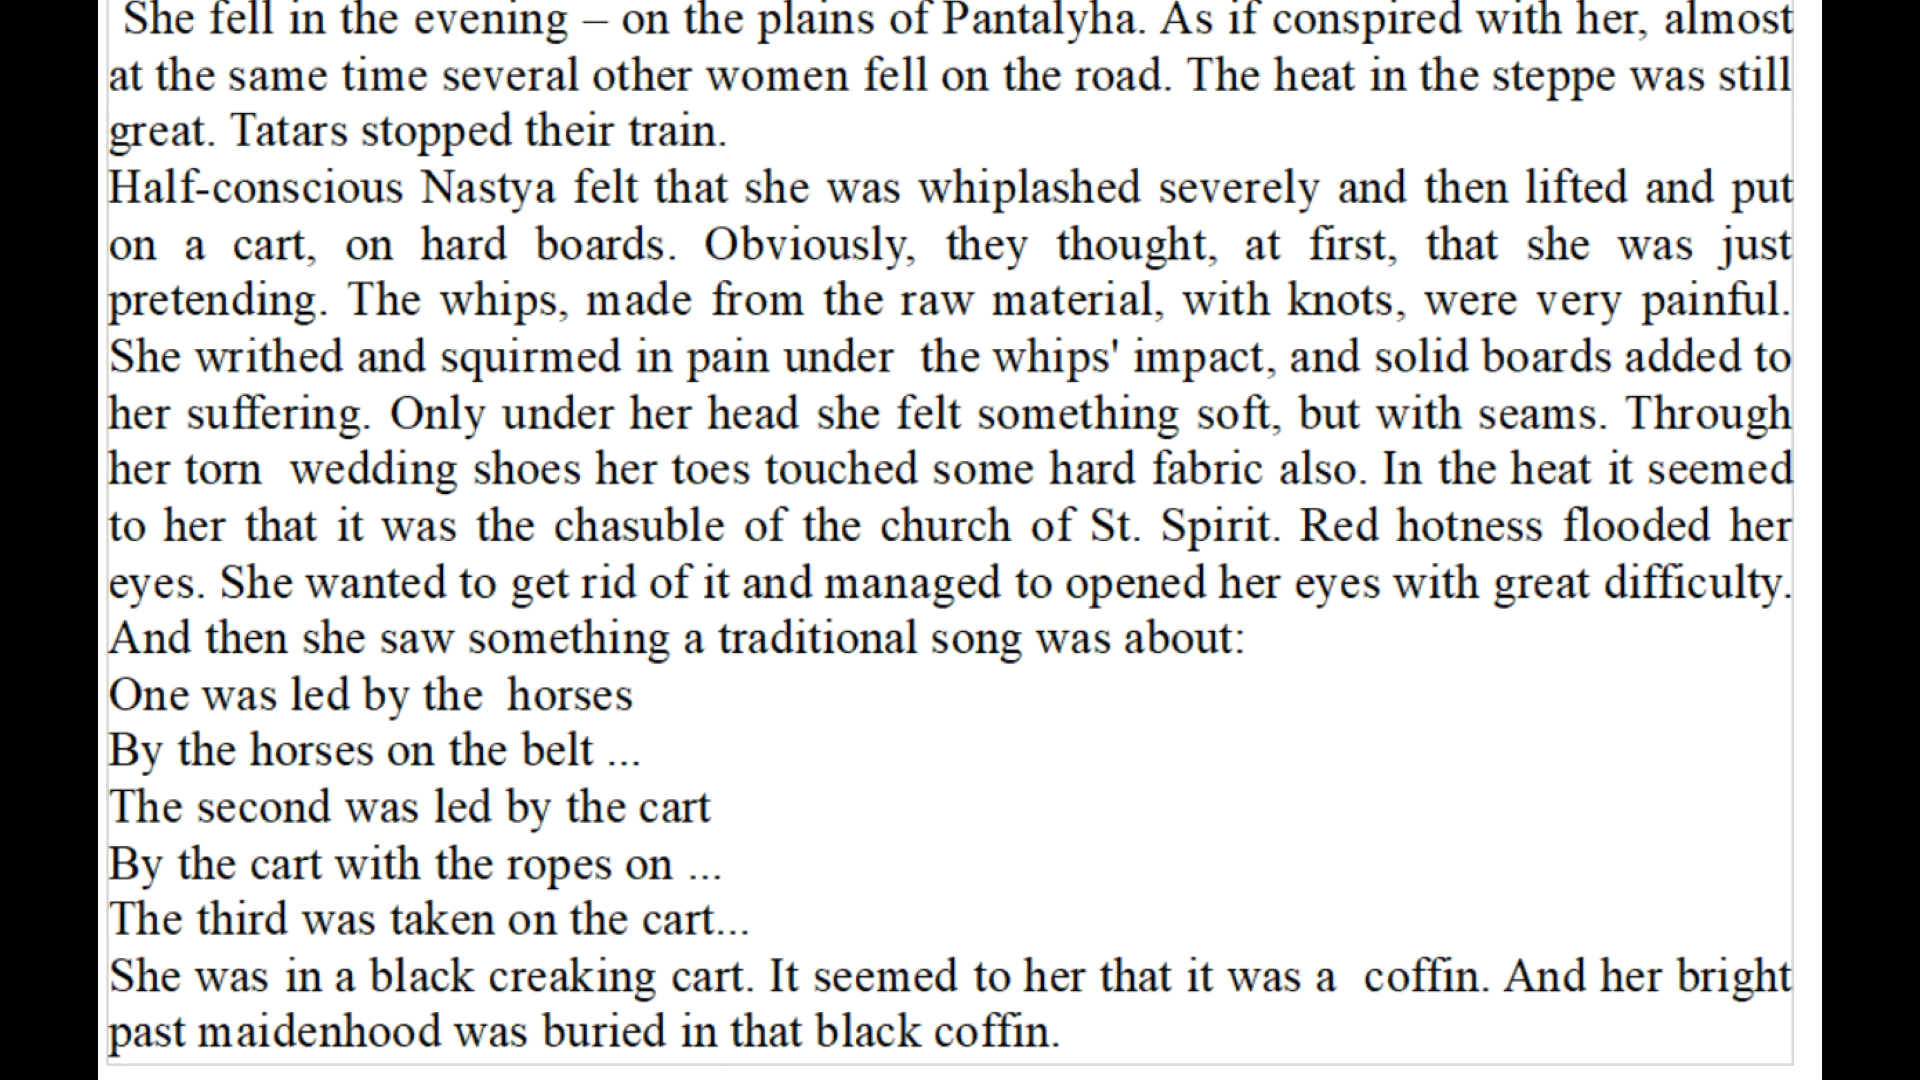 She fell in the evening – on the plains of Pantalyha. As if conspired with her, almost
at the same time several other women fell on the road. The heat in the steppe was still
great. Tatars stopped their train.
Half-conscious Nastya felt that she was whiplashed severely and then lifted and put
on a cart, on hard boards. Obviously, they thought, at first, that she was just
pretending. The whips, made from the raw material, with knots, were very painful.
She writhed and squirmed in pain under the whips' impact, and solid boards added to
her suffering. Only under her head she felt something soft, but with seams. Through
her torn wedding shoes her toes touched some hard fabric also. In the heat it seemed
to her that it was the chasuble of the church of St. Spirit. Red hotness flooded her
eyes. She wanted to get rid of it and managed to opened her eyes with great difficulty.
And then she saw something a traditional song was about:
One was led by the horses
By the horses on the belt ...
The second was led by the cart
By the cart with the ropes on ...
The third was taken on the cart...
She was in a black creaking cart. It seemed to her that it was a coffin. And her bright
past maidenhood was buried in that black coffin.